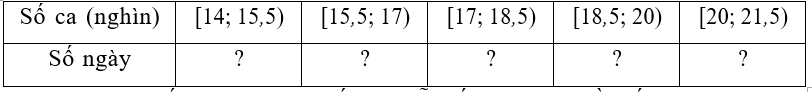 Số ca (nghìn) [14; 15,5) [15,5; 17) [17; 18,5) [18,5; 20) [20; 21,5)
Số ngày ? ? ? ? ?